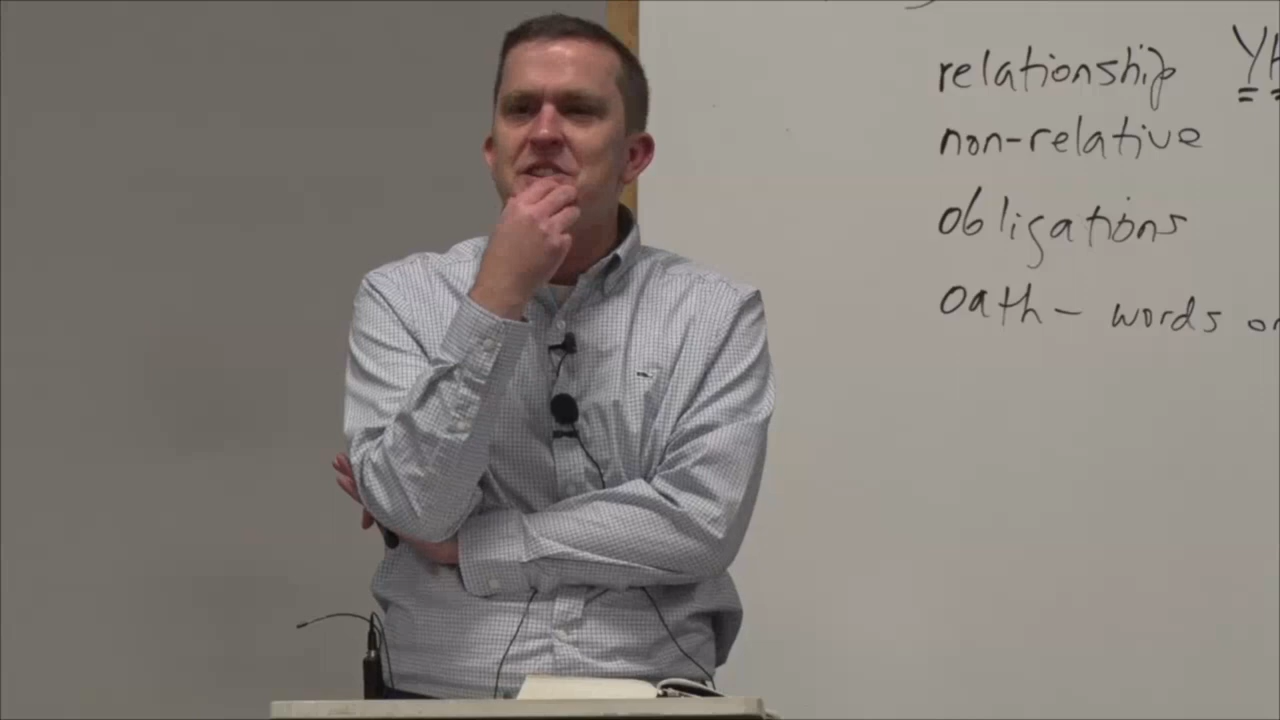 relationship
non-relative
obligations
oath - words